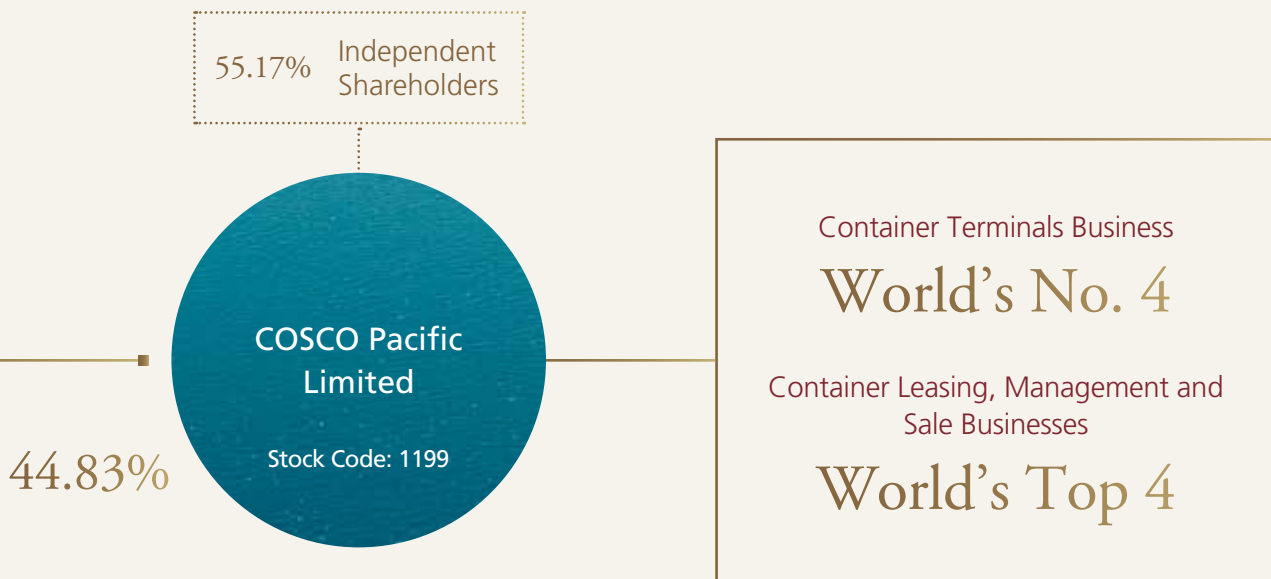 55.17%
Independent
Shareholders
COSCO Pacific
Limited
Stock Code: 1199
44.83%
Container Terminals Business
World's No. 4
Container Leasing, Management and
Sale Businesses
World's Top 4